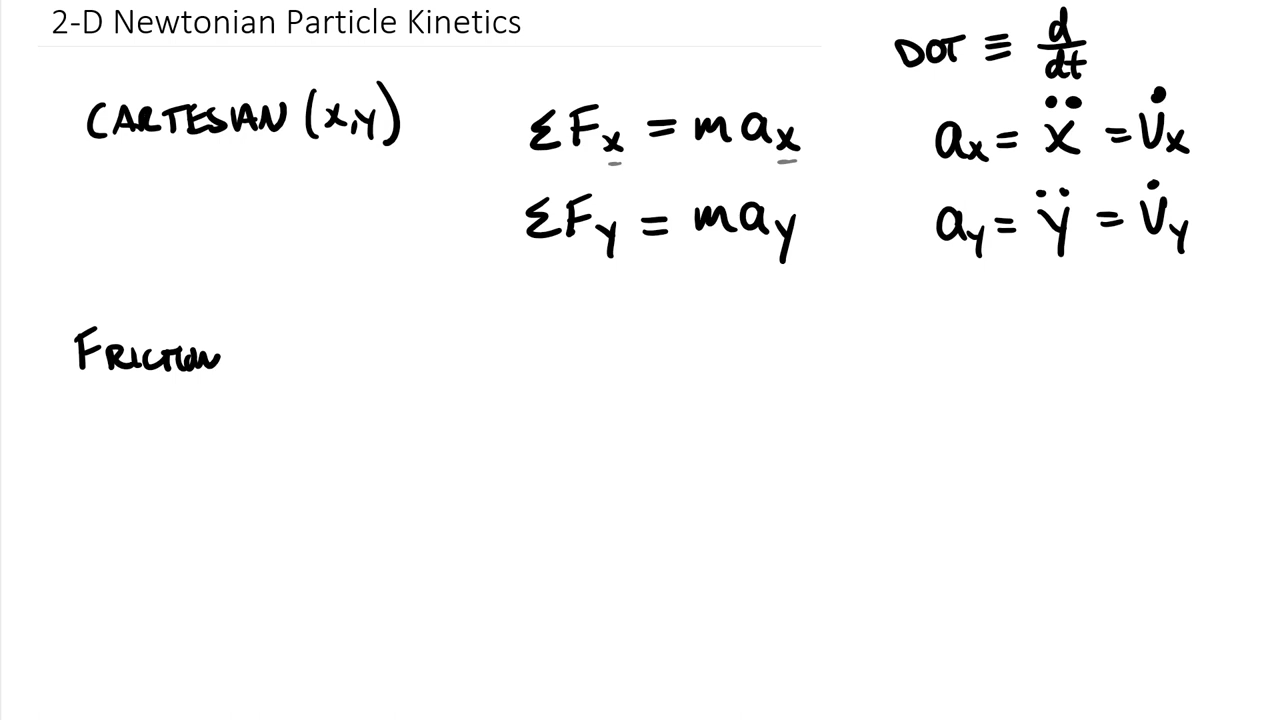 2-D Newtonian Particle Kinetics
DOT ≡ d/dt
CARTESIAN (x,y)
ΣFx = max
ax = ẍ = v̇x
ΣFy = may
ay = ÿ = v̇y
FRICTION